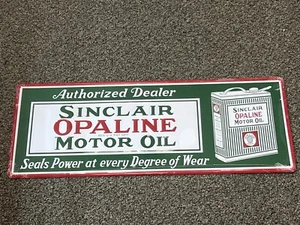 Authorized Dealer
SINCLAIR
OPALINE
MOTOR OIL
Seals Power at every Degree of Wear
SINCLAIR
OPALINE
MOTOR OIL